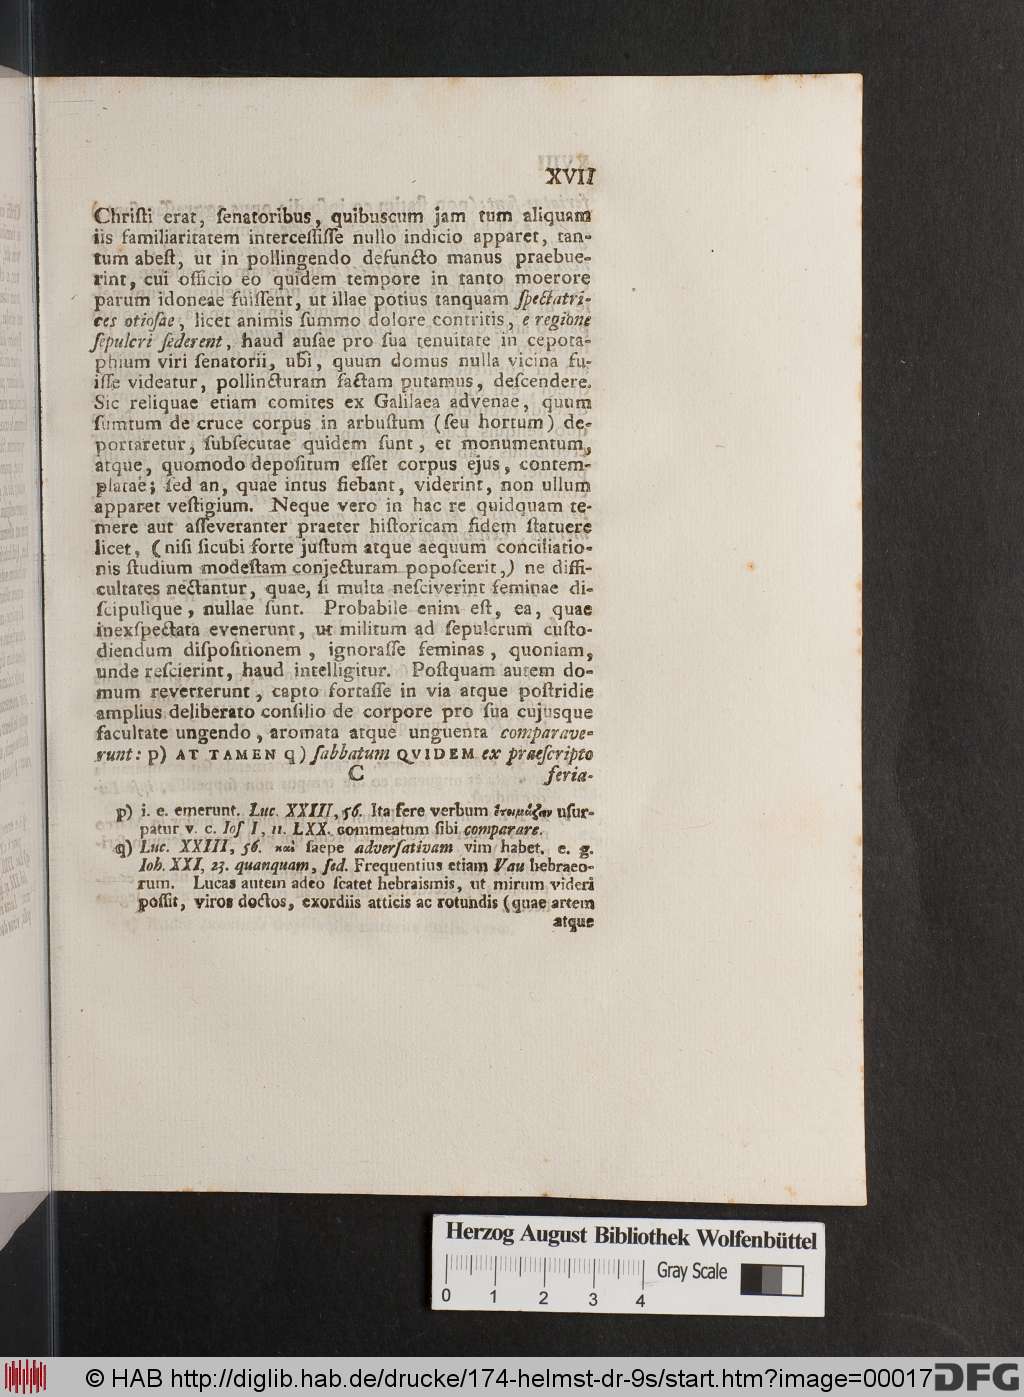 XVII
Chriſti erat, ſenatoribus, quibuscum jam tum aliquam
iis familiaritatem interceſſiſſe nullo indicio apparet, tan-
tum abeſt, ut in pollingendo defuncto manus praebue-
rint, cui officio eo quidem tempore in tanto moerore
parum idoneae fuiſſent, ut illae potius tanquam ſpectatri-
ces otioſae, licet animis ſummo dolore contritis, e regione
ſepulcri ſederent, haud auſae pro ſua tenuitate in cepota-
phium viri ſenatorii, ubi, quum domus nulla vicina fu-
iſſe videatur, pollincturam factam putamus, deſcendere.
Sic reliquae etiam comites ex Galilaea advenae, quum
ſumtum de cruce corpus in arbuſtum (ſeu hortum) de-
portaretur, ſubſecutae quidem ſunt, et monumentum,
atque, quomodo depoſitum eſſet corpus ejus, contem-
platae; ſed an, quae intus fiebant, viderint, non ullum
apparet veſtigium. Neque vero in hac re quidquam te-
mere aut aſſeveranter praeter hiſtoricam fidem ſtatuere
licet, (niſi ſicubi forte juſtum atque aequum conciliatio-
nis ſtudium modeſtam conjecturam popoſcerit,) ne diffi-
cultates nectantur, quae, ſi multa neſciverint feminae di-
ſcipulique, nullae ſunt. Probabile enim eſt, ea, quae
inexſpectata evenerunt, ut militum ad ſepulcrum cuſto-
diendum diſpoſitionem, ignoraſſe feminas, quoniam,
unde reſcierint, haud intelligitur. Poſtquam autem do-
mum reverterunt, capto fortaſſe in via atque poſtridie
amplius deliberato conſilio de corpore pro ſua cujusque
facultate ungendo, aromata atque unguenta comparave-
runt: p) AT TAMEN q) ſabbatum QVIDEM ex praeſcripto
C feria-
p) i. e. emerunt. Luc. XXIII, 56. Ita fere verbum ἑτοιμάζειν uſur-
patur v. c. Joſ I, 11. LXX. commeatum ſibi comparare.
q) Luc. XXIII, 56. καὶ ſaepe adverſativam vim habet. e. g.
Joh. XXI, 23. quanquam, ſed. Frequentius etiam Vau hebraeo-
rum. Lucas autem adeo ſcatet hebraismis, ut mirum videri
poſſit, viros doctos, exordiis atticis ac rotundis (quae artem
atque
Herzog August Bibliothek Wolfenbüttel
Gray Scale
0 1 2 3 4
© HAB http://diglib.hab.de/drucke/174-helmst-dr-9s/start.htm?image=00017
DFG